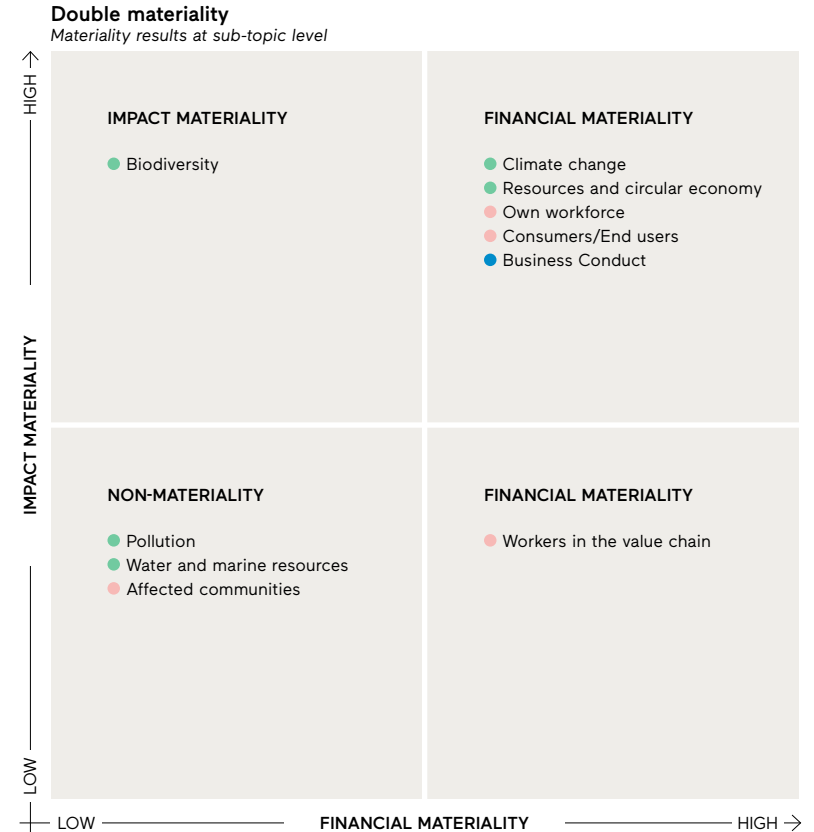 Double materiality
Materiality results at sub-topic level
HIGH
IMPACT MATERIALITY
LOW
IMPACT MATERIALITY
Biodiversity
FINANCIAL MATERIALITY
Climate change
Resources and circular economy
Own workforce
Consumers/End users
Business Conduct
NON-MATERIALITY
Pollution
Water and marine resources
Affected communities
FINANCIAL MATERIALITY
Workers in the value chain
LOW
FINANCIAL MATERIALITY
HIGH